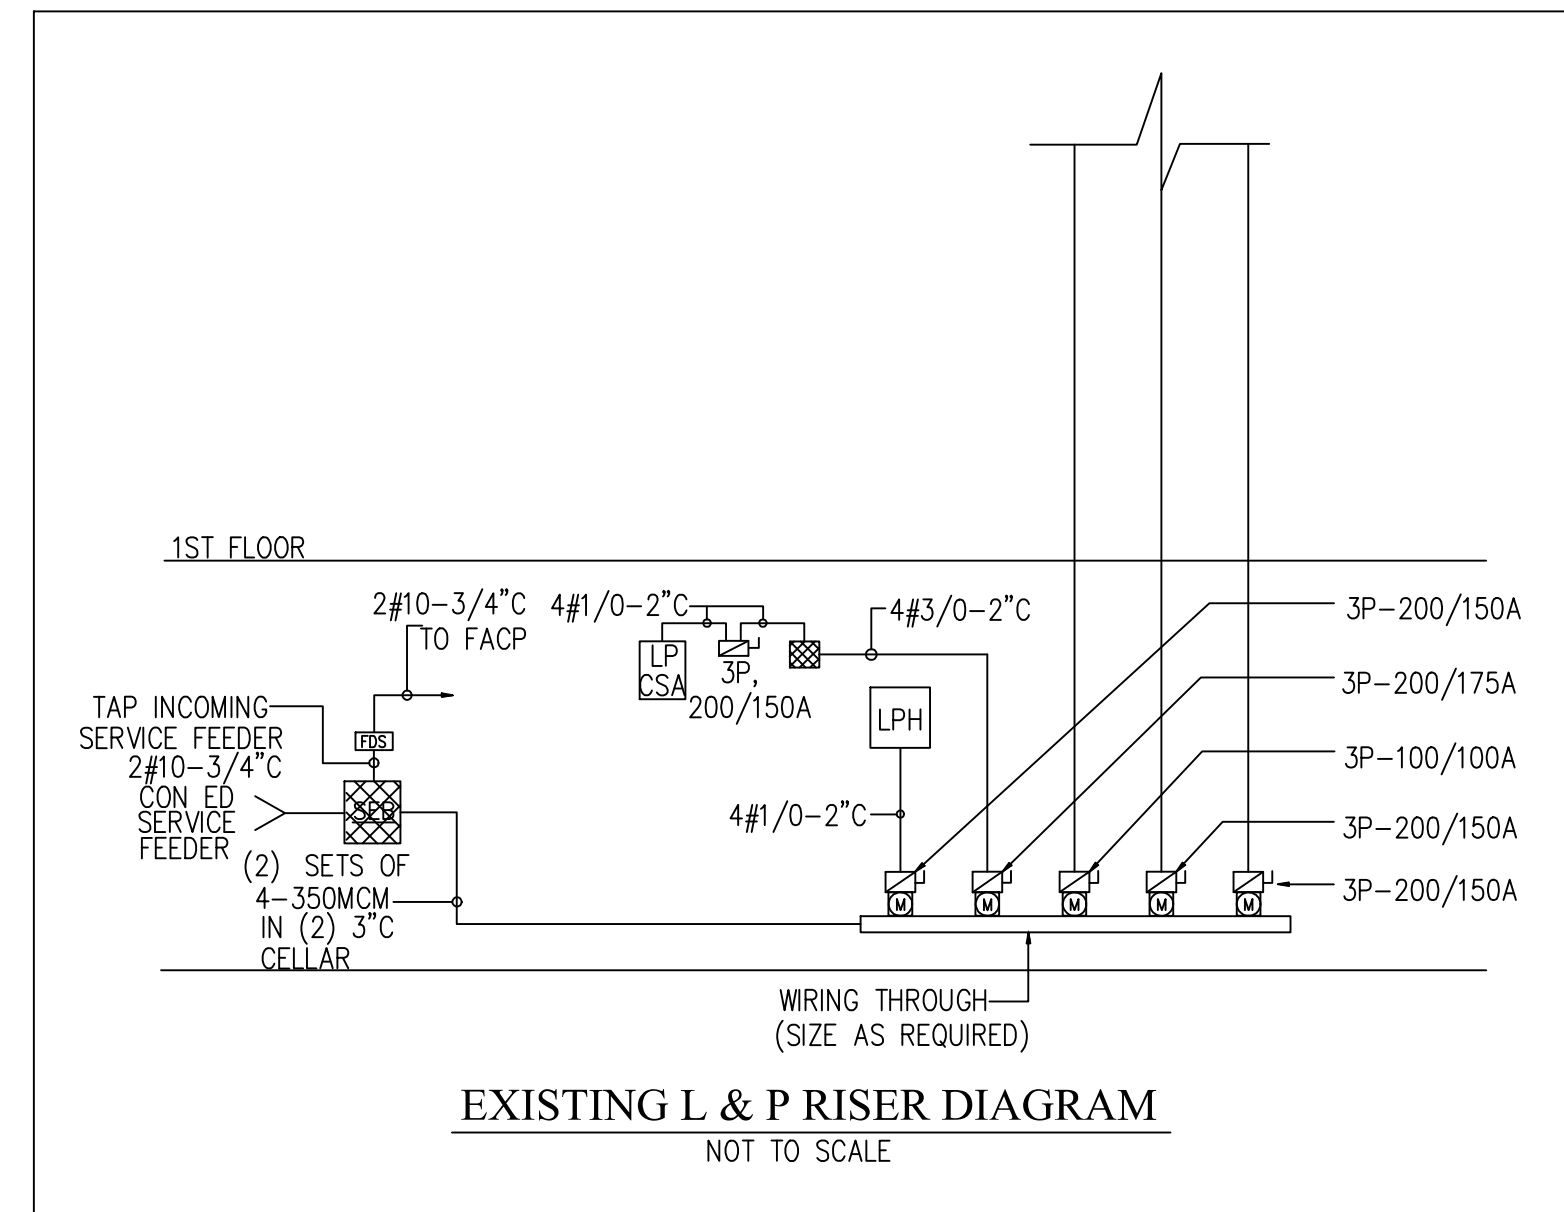 1ST FLOOR
2#10-3/4"C
TO FACP
4#1/0-2"C
LP
CSA
3P,
200/150A
4#3/0-2"C
3P-200/150A
3P-200/175A
3P-100/100A
3P-200/150A
3P-200/150A
TAP INCOMING
SERVICE FEEDER
2#10-3/4"C
FDS
CON ED
SERVICE
FEEDER
SEB
(2) SETS OF
4-350MCM
IN (2) 3"C
CELLAR
LPH
4#1/0-2"C
M
M
M
M
M
WIRING THROUGH
(SIZE AS REQUIRED)
EXISTING L & P RISER DIAGRAM
NOT TO SCALE